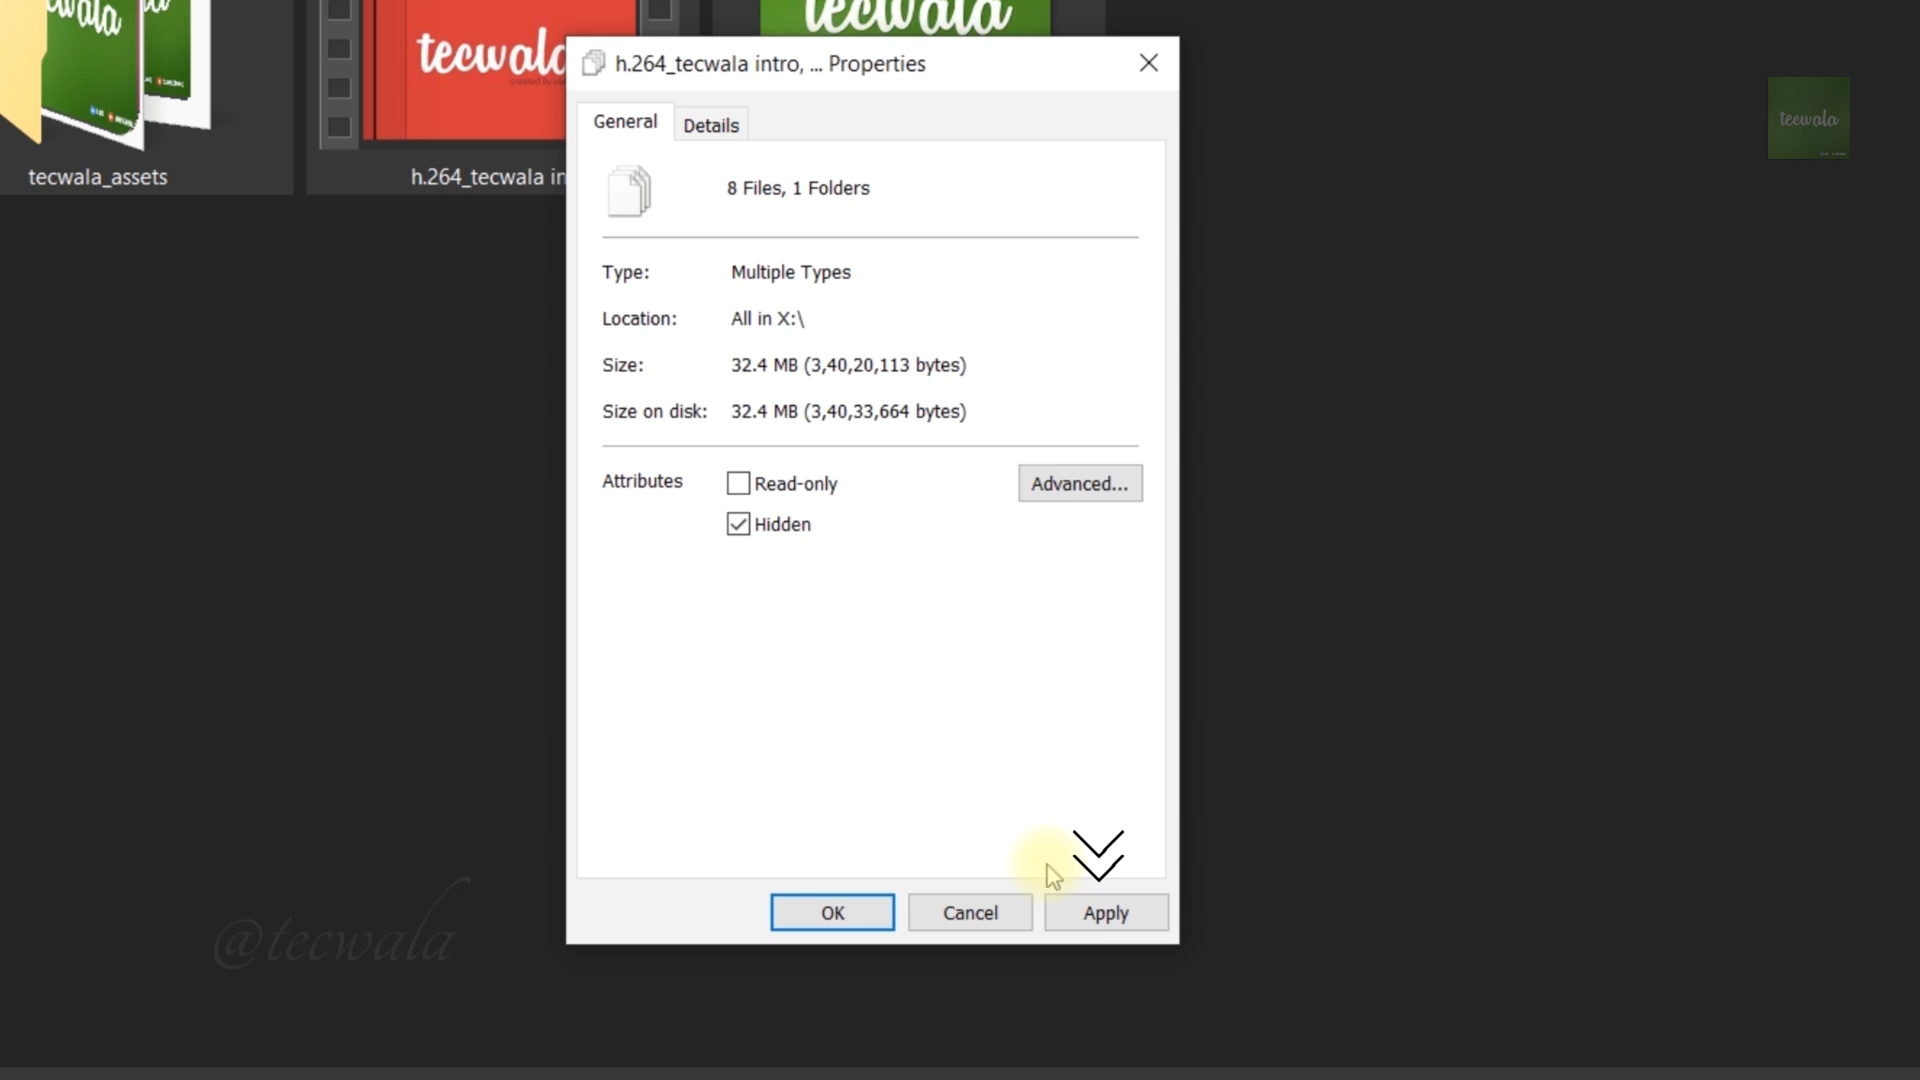 tecwala
tecwala
h.264_tecwala intro, ... Properties
tecwala
General
Details
tecwala_assets
h.264_tecwala in
8 Files, 1 Folders
Type: Multiple Types
Location: All in X:\
Size: 32.4 MB (3,40,20,113 bytes)
Size on disk: 32.4 MB (3,40,33,664 bytes)
Attributes
Read-only
Advanced...
Hidden
OK
Cancel
Apply
@tecwala